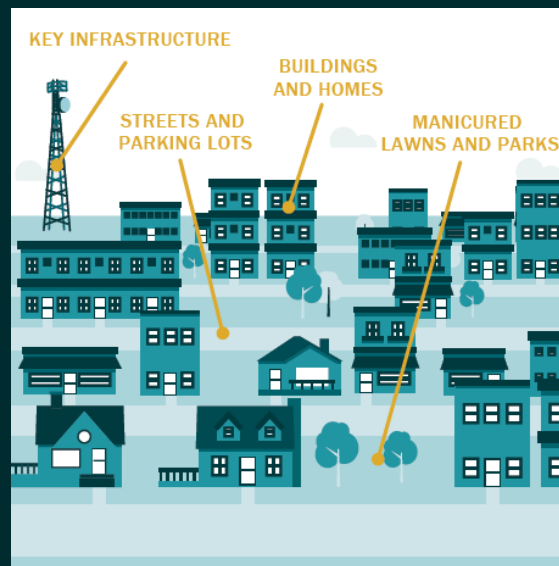 KEY INFRASTRUCTURE
BUILDINGS
AND HOMES
STREETS AND
PARKING LOTS
MANICURED
LAWNS AND PARKS